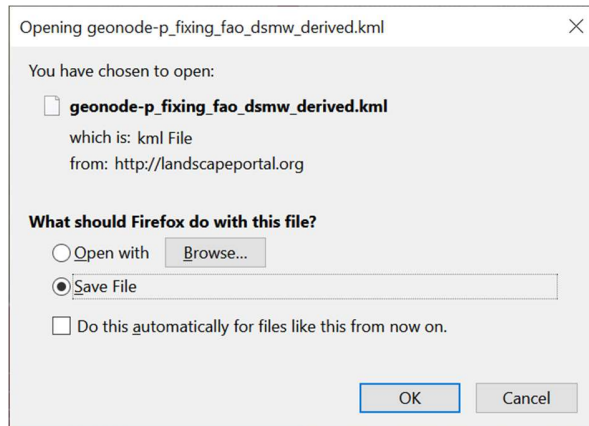 Opening geonode-p_fixing_fao_dsmw_derived.kml
You have chosen to open:
geonode-p_fixing_fao_dsmw_derived.kml
which is: kml File
from: http://landscapeportal.org
What should Firefox do with this file?
Open with Browse...
Save File
Do this automatically for files like this from now on.
OK Cancel